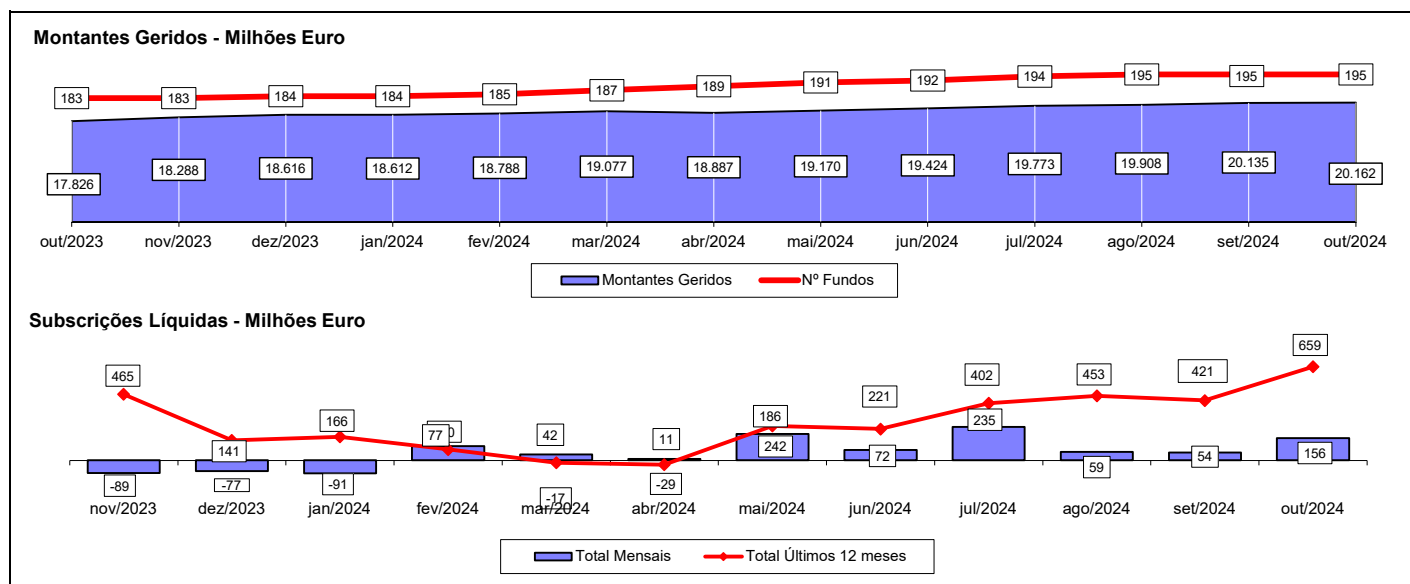 Montantes Geridos - Milhões Euro
183 183 184 184 185 187 189 191 192 194 195 195 195
17.826 18.288 18.616 18.612 18.788 19.077 18.887 19.170 19.424 19.773 19.908 20.135 20.162
out/2023 nov/2023 dez/2023 jan/2024 fev/2024 mar/2024 abr/2024 mai/2024 jun/2024 jul/2024 ago/2024 set/2024 out/2024
Montantes Geridos Nº Fundos
Subscrições Líquidas - Milhões Euro
465 141 166 77 -17 -29 186 221 402 453 421 659
-89 -77 -91 42 11 242 72 235 59 54 156
nov/2023 dez/2023 jan/2024 fev/2024 mar/2024 abr/2024 mai/2024 jun/2024 jul/2024 ago/2024 set/2024 out/2024
Total Mensais Total Últimos 12 meses